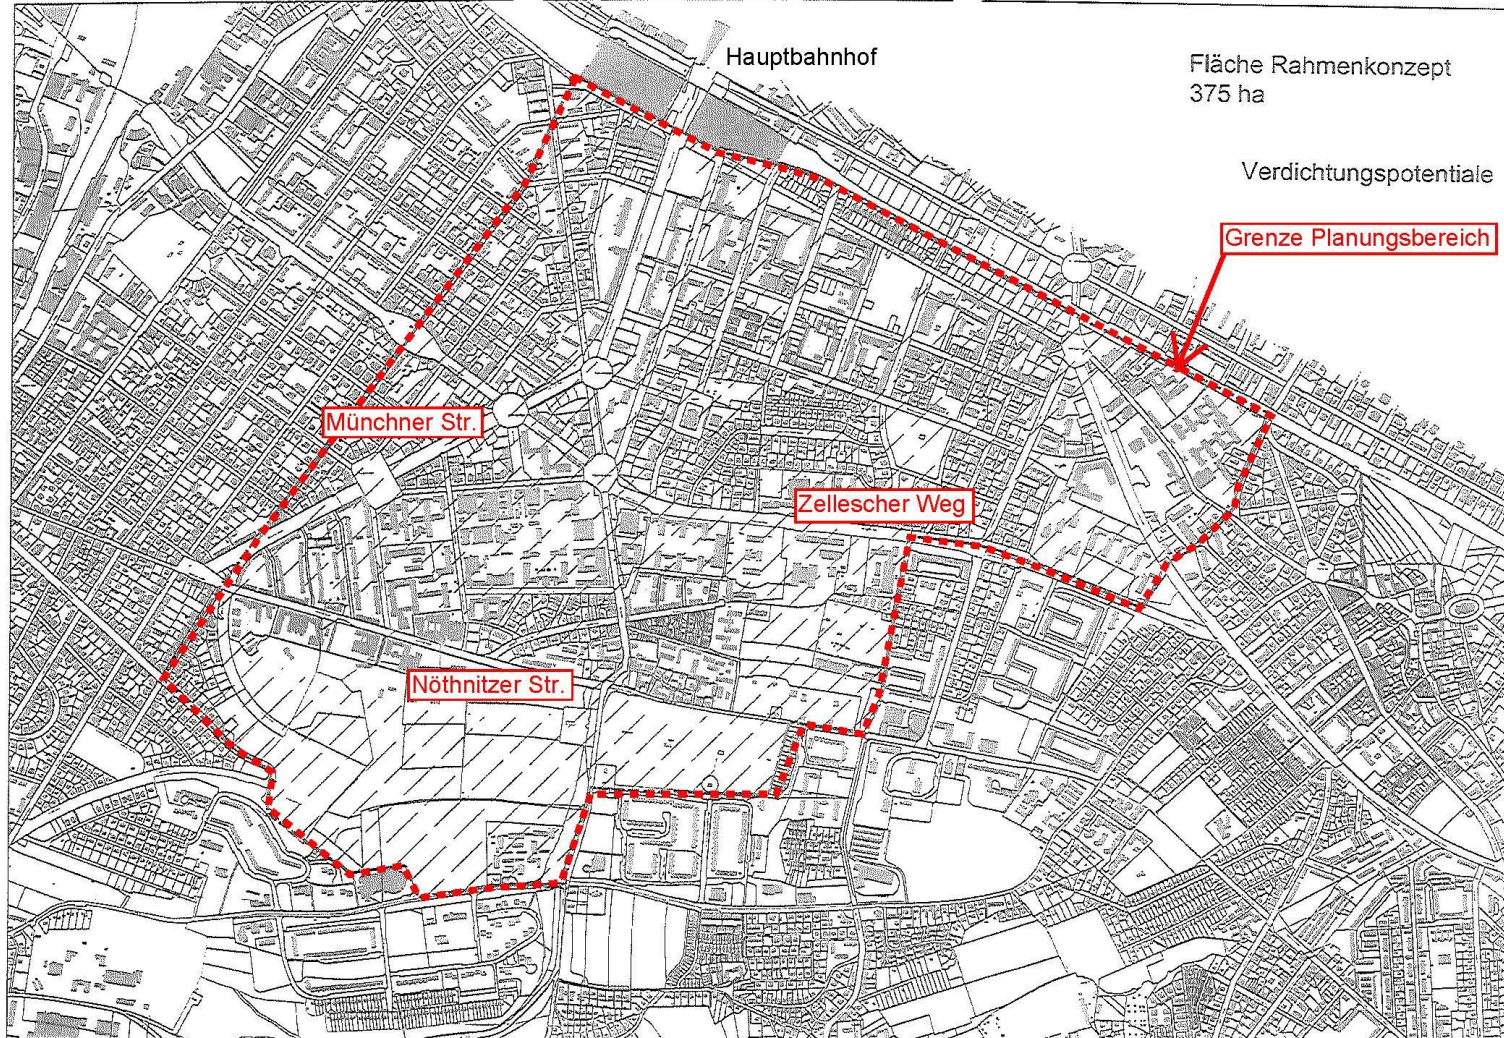 Hauptbahnhof
Fläche Rahmenkonzept
375 ha
Verdichtungspotentiale
Grenze Planungsbereich
Münchner Str.
Zellescher Weg
Nöthnitzer Str.